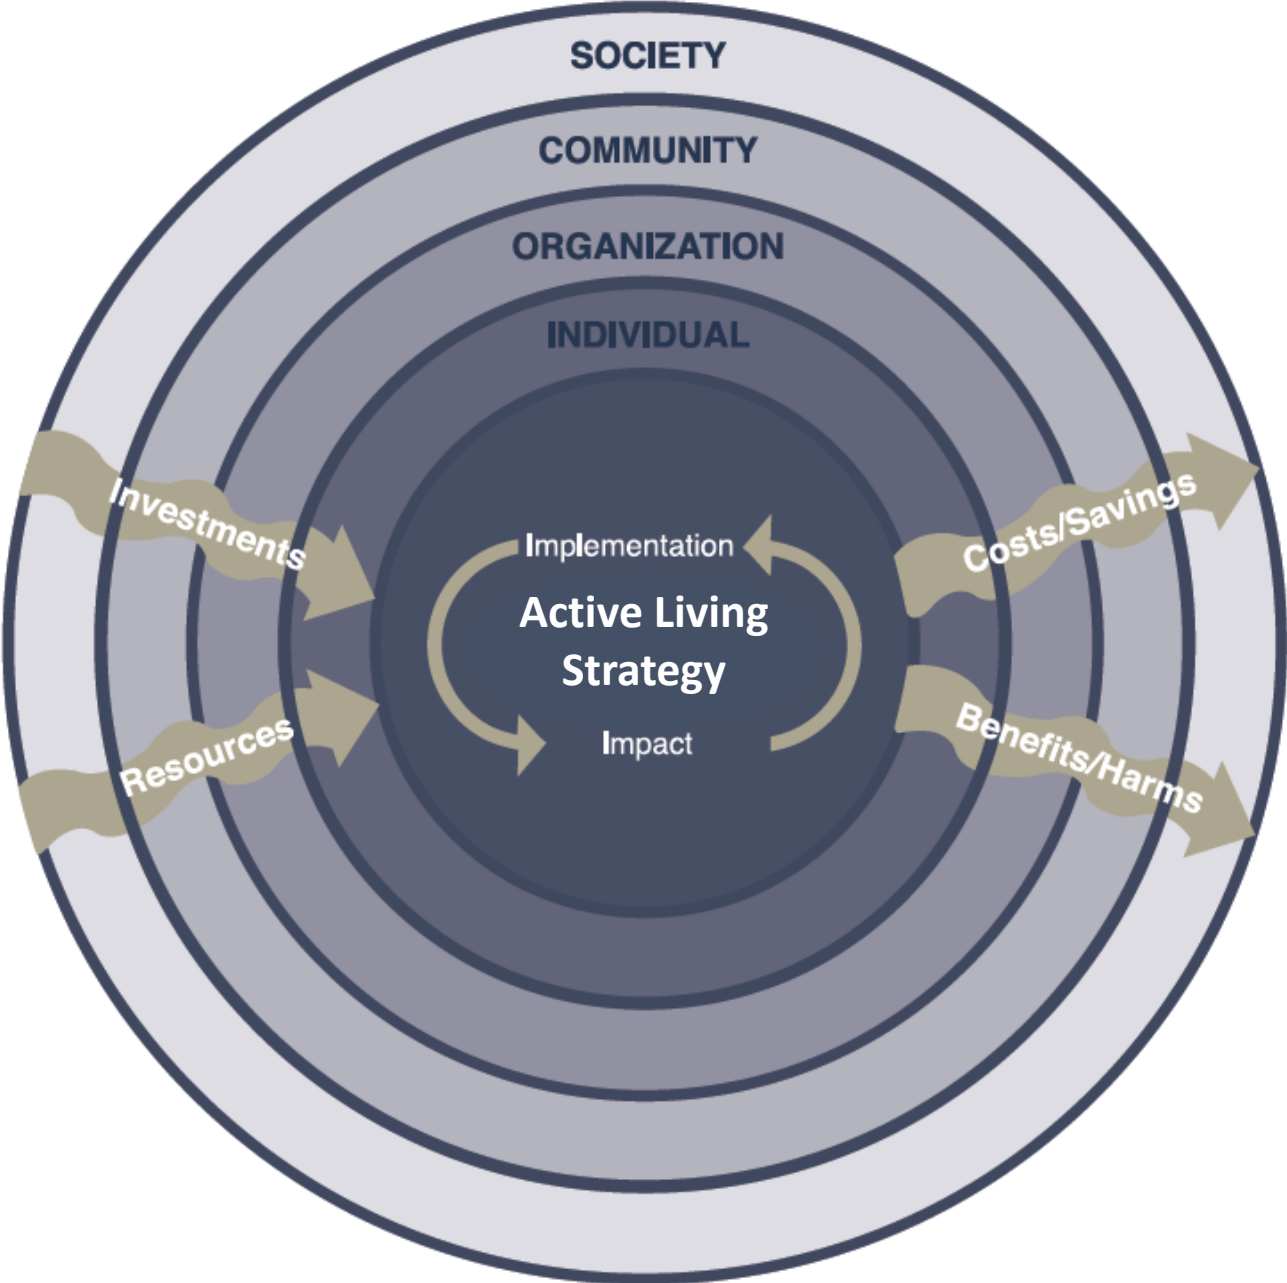 SOCIETY
COMMUNITY
ORGANIZATION
INDIVIDUAL
Investments
Resources
Implementation
Active Living
Strategy
Impact
Costs/Savings
Benefits/Harms